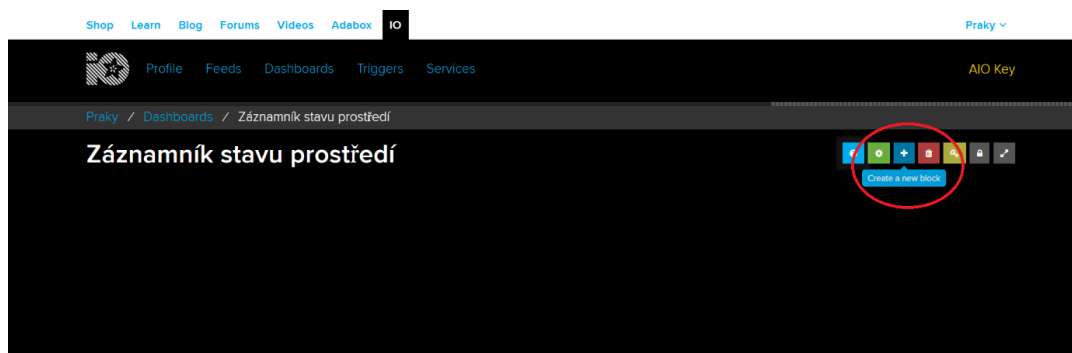 Shop Learn Blog Forums Videos Adabox IO Praky
Profile Feeds Dashboards Triggers Services AIO Key
Praky / Dashboards / Záznamník stavu prostředí
Záznamník stavu prostředí
Create a new block